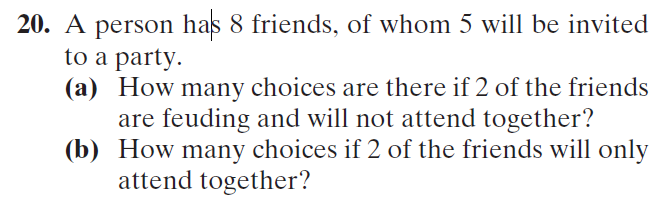 20. A person has 8 friends, of whom 5 will be invited
to a party.
(a) How many choices are there if 2 of the friends
are feuding and will not attend together?
(b) How many choices if 2 of the friends will only
attend together?